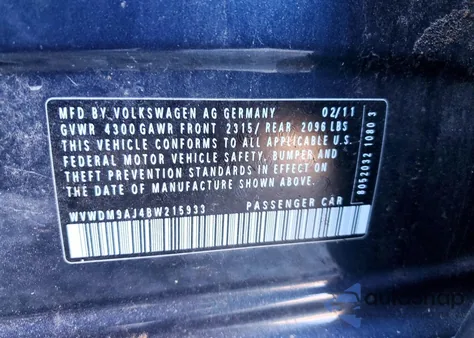 MFD BY VOLKSWAGEN AG GERMANY 02/11
GVWR 4300 GAWR FRONT 2315/ REAR 2096 LBS
THIS VEHICLE CONFORMS TO ALL APPLICABLE U.S.
FEDERAL MOTOR VEHICLE SAFETY, BUMPER AND
THEFT PREVENTION STANDARDS IN EFFECT ON
THE DATE OF MANUFACTURE SHOWN ABOVE.
WVWDM9AJ4BW215933 PASSENGER CAR
8052032 1080 3
autosnap